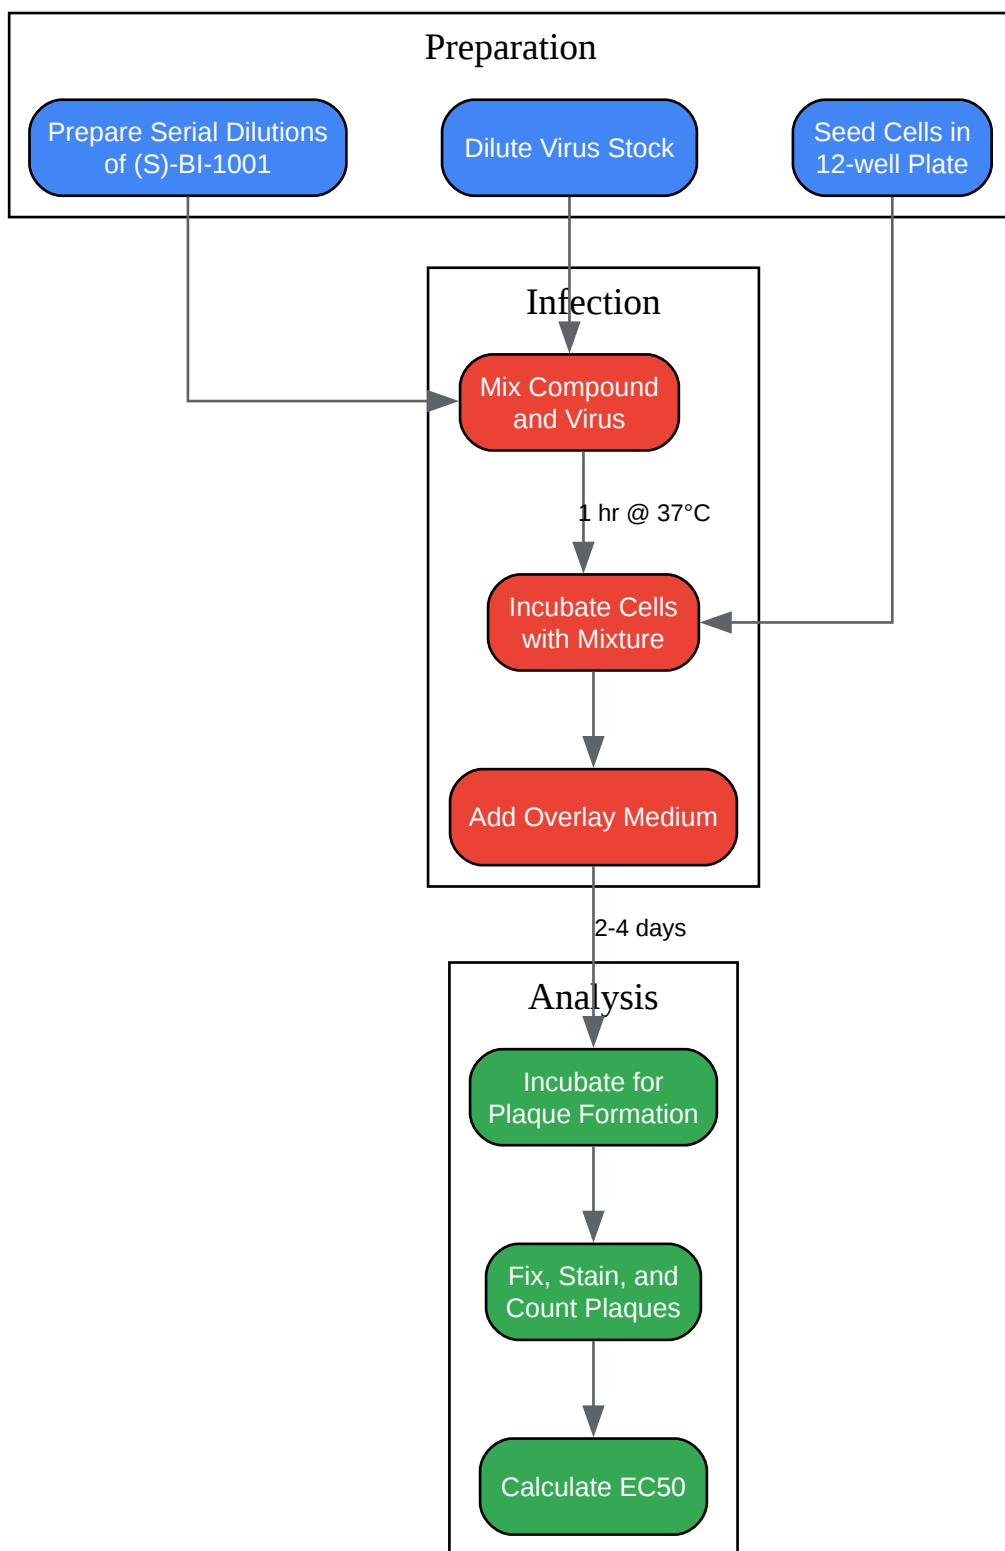 Preparation
Prepare Serial Dilutions
of (S)-BI-1001
Dilute Virus Stock
Seed Cells in
12-well Plate
Infection
Mix Compound
and Virus
1 hr @ 37°C
Incubate Cells
with Mixture
Add Overlay Medium
2-4 days
Analysis
Incubate for
Plaque Formation
Fix, Stain, and
Count Plaques
Calculate EC50